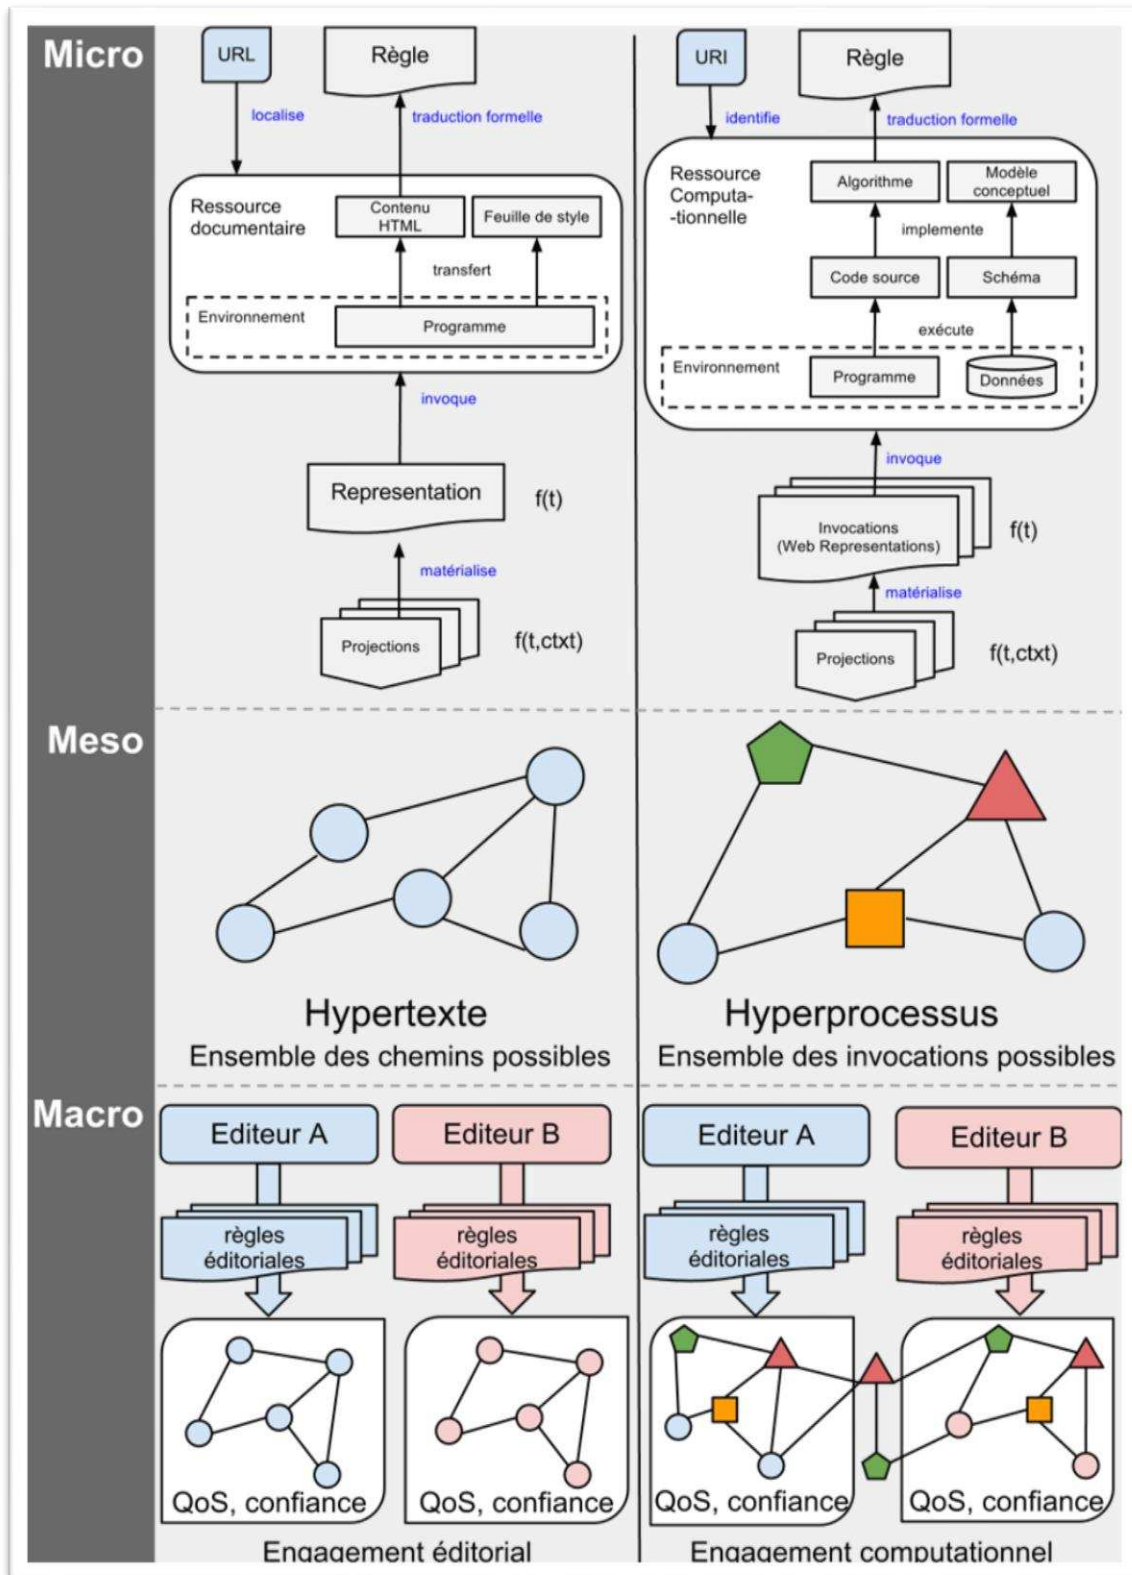 Micro
URL
Règle
localise
traduction formelle
Ressource
documentaire
Contenu
HTML
Feuille de style
transfert
Environnement
Programme
invoque
Representation
f(t)
matérialise
Projections
f(t,ctxt)
URI
Règle
identifie
traduction formelle
Ressource
Computa-
-tionnelle
Algorithme
Modèle
conceptuel
implemente
Code source
Schéma
exécute
Environnement
Programme
Données
invoque
Invocations
(Web Representations)
f(t)
matérialise
Projections
f(t,ctxt)
Meso
Hypertexte
Ensemble des chemins possibles
Hyperprocessus
Ensemble des invocations possibles
Macro
Editeur A
Editeur B
règles
éditoriales
règles
éditoriales
QoS, confiance
QoS, confiance
Engagement éditorial
Editeur A
Editeur B
règles
éditoriales
règles
éditoriales
QoS, confiance
QoS, confiance
Engagement computationnel